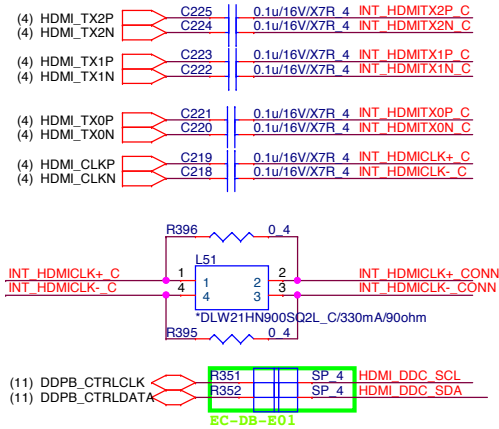 (4) HDMI_TX2P C225 0.1u/16V/X7R_4 INT_HDMITX2P_C
(4) HDMI_TX2N C224 0.1u/16V/X7R_4 INT_HDMITX2N_C
(4) HDMI_TX1P C223 0.1u/16V/X7R_4 INT_HDMITX1P_C
(4) HDMI_TX1N C222 0.1u/16V/X7R_4 INT_HDMITX1N_C
(4) HDMI_TX0P C221 0.1u/16V/X7R_4 INT_HDMITX0P_C
(4) HDMI_TX0N C220 0.1u/16V/X7R_4 INT_HDMITX0N_C
(4) HDMI_CLKP C219 0.1u/16V/X7R_4 INT_HDMICLK+_C
(4) HDMI_CLKN C218 0.1u/16V/X7R_4 INT_HDMICLK-_C
R396 0_4
L51
INT_HDMICLK+_C 1 1 2 2 INT_HDMICLK+_CONN
INT_HDMICLK-_C 4 4 3 3 INT_HDMICLK-_CONN
*DLW21HN900SQ2L_C/330mA/90ohm
R395 0_4
(11) DDPB_CTRLCLK R351 SP_4 HDMI_DDC_SCL
(11) DDPB_CTRLDATA R352 SP_4 HDMI_DDC_SDA
EC-DB-E01